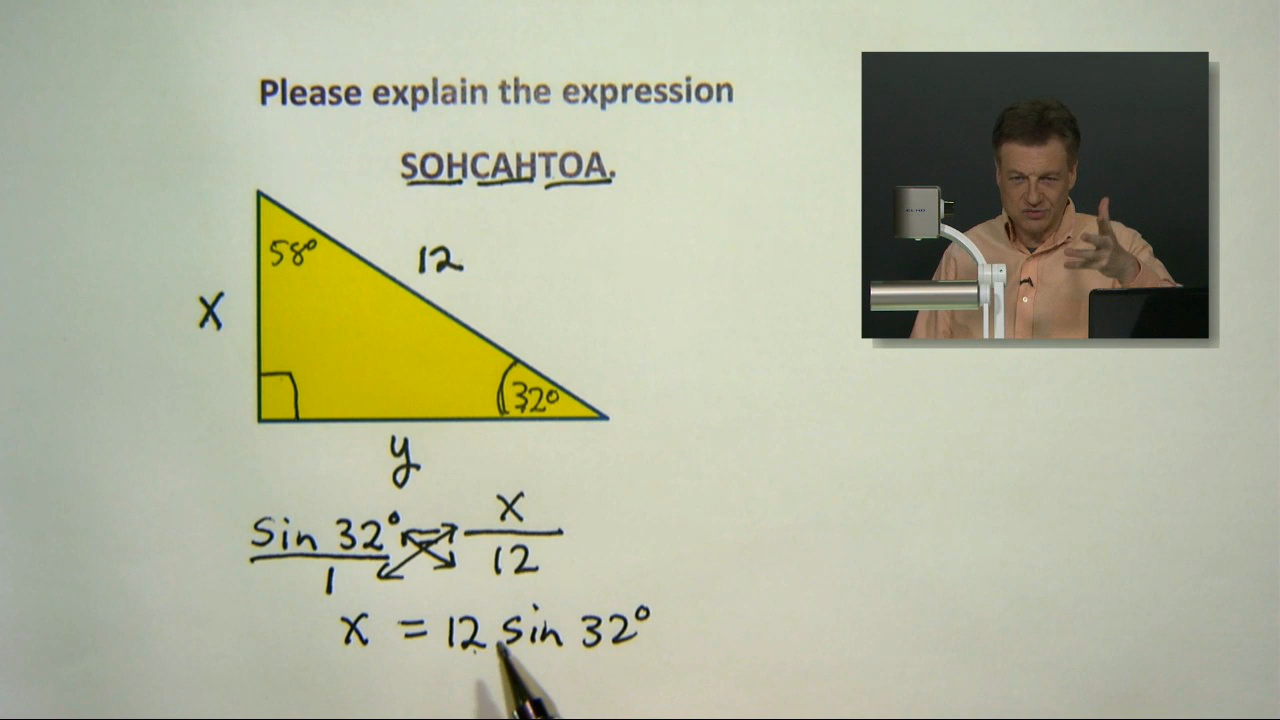 Please explain the expression
SOHCAHTOA.
58°
12
X
32°
y
Sin 32° = x
1 12
x = 12 sin 32°